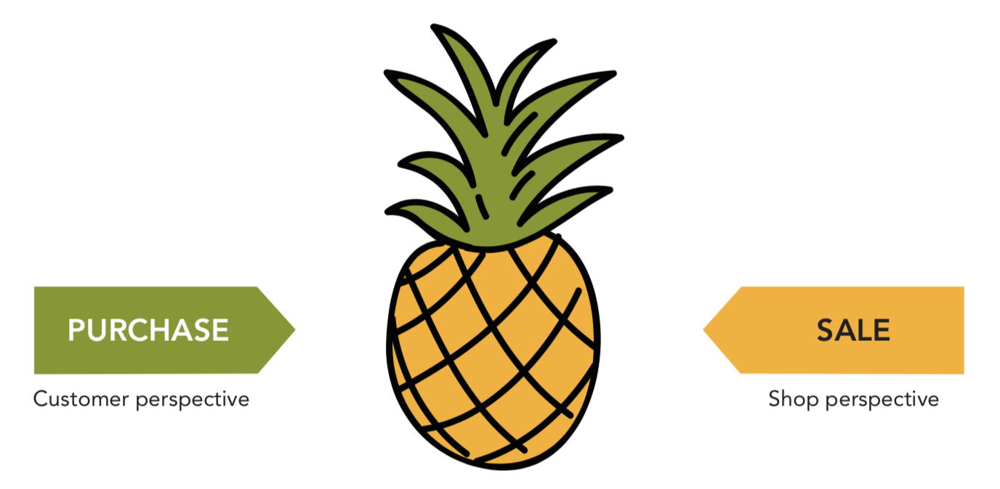 PURCHASE
Customer perspective
SALE
Shop perspective